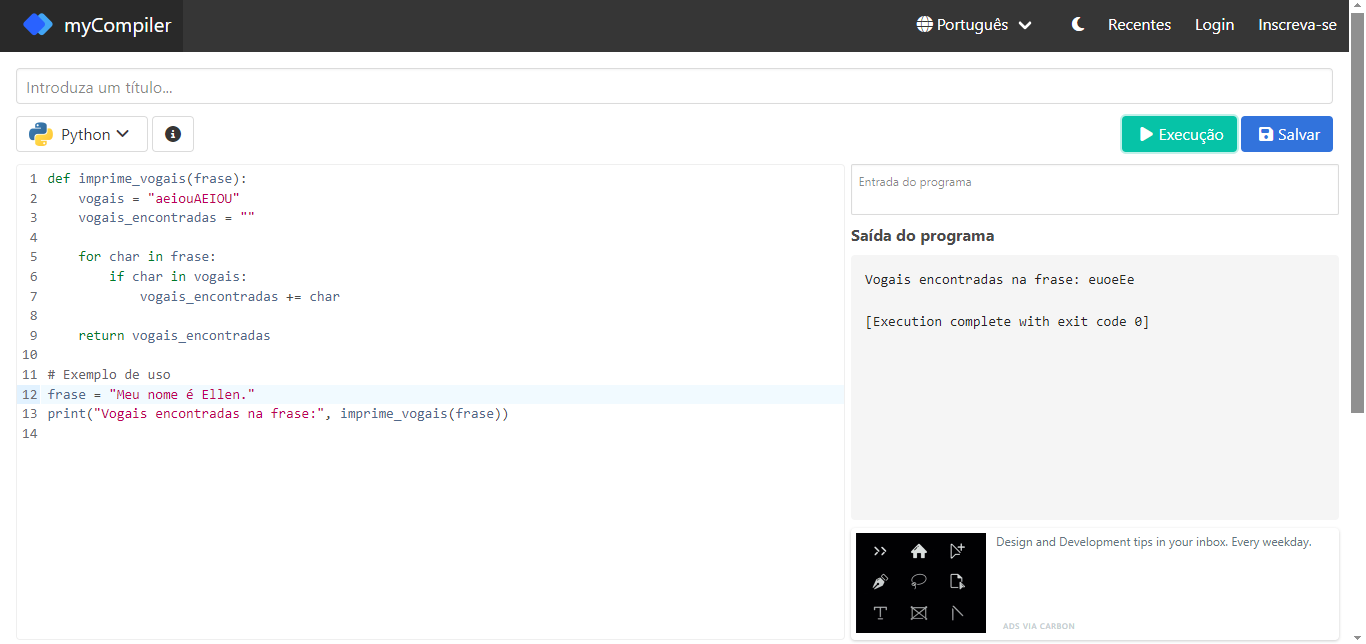 myCompiler
Português
Recentes
Login
Inscreva-se
Introduza um título...
Python
Execução
Salvar
1 def imprime_vogais(frase):
2     vogais = "aeiouAEIOU"
3     vogais_encontradas = ""
4
5     for char in frase:
6         if char in vogais:
7             vogais_encontradas += char
8
9     return vogais_encontradas
10
11 # Exemplo de uso
12 frase = "Meu nome é Ellen."
13 print("Vogais encontradas na frase:", imprime_vogais(frase))
14
Entrada do programa
Saída do programa
Vogais encontradas na frase: euoeEe
[Execution complete with exit code 0]
Design and Development tips in your inbox. Every weekday.
ADS VIA CARBON